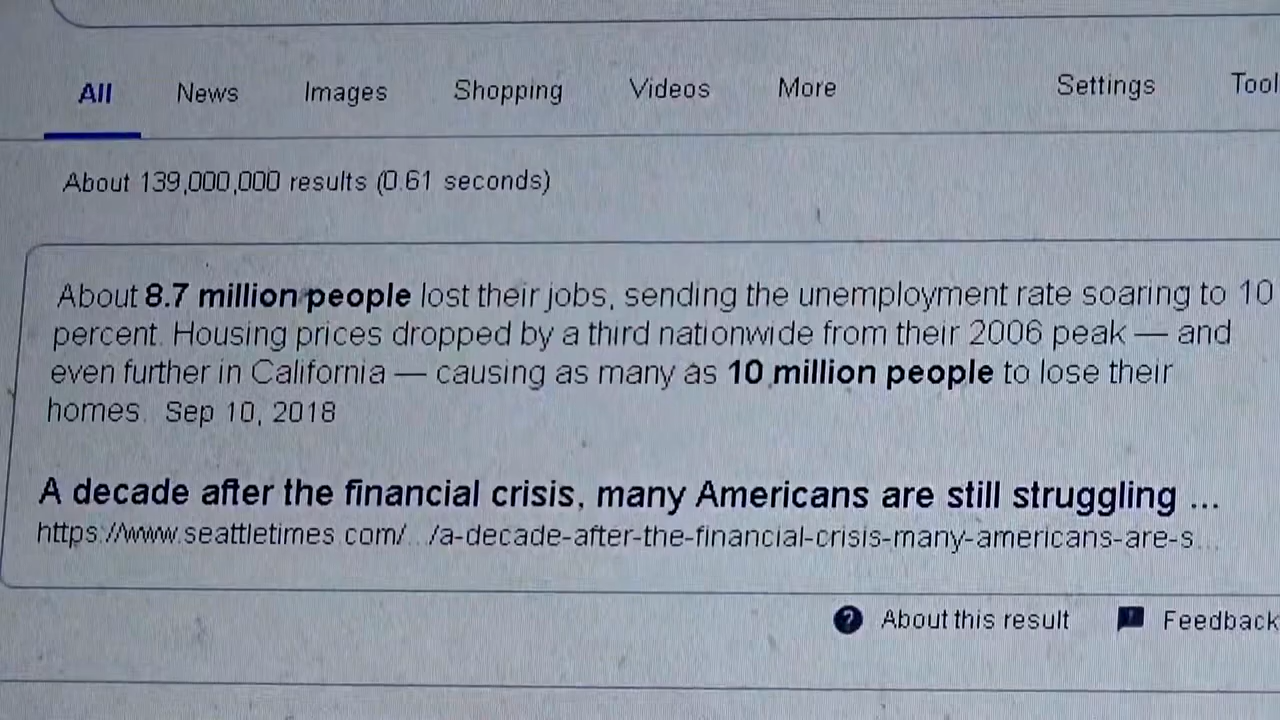 All News Images Shopping Videos More Settings Tool
About 139,000,000 results (0.61 seconds)
About 8.7 million people lost their jobs, sending the unemployment rate soaring to 10
percent. Housing prices dropped by a third nationwide from their 2006 peak — and
even further in California — causing as many as 10 million people to lose their
homes. Sep 10, 2018
A decade after the financial crisis, many Americans are still struggling ...
https://www.seattletimes.com/.../a-decade-after-the-financial-crisis-many-americans-are-s...
? About this result ! Feedback